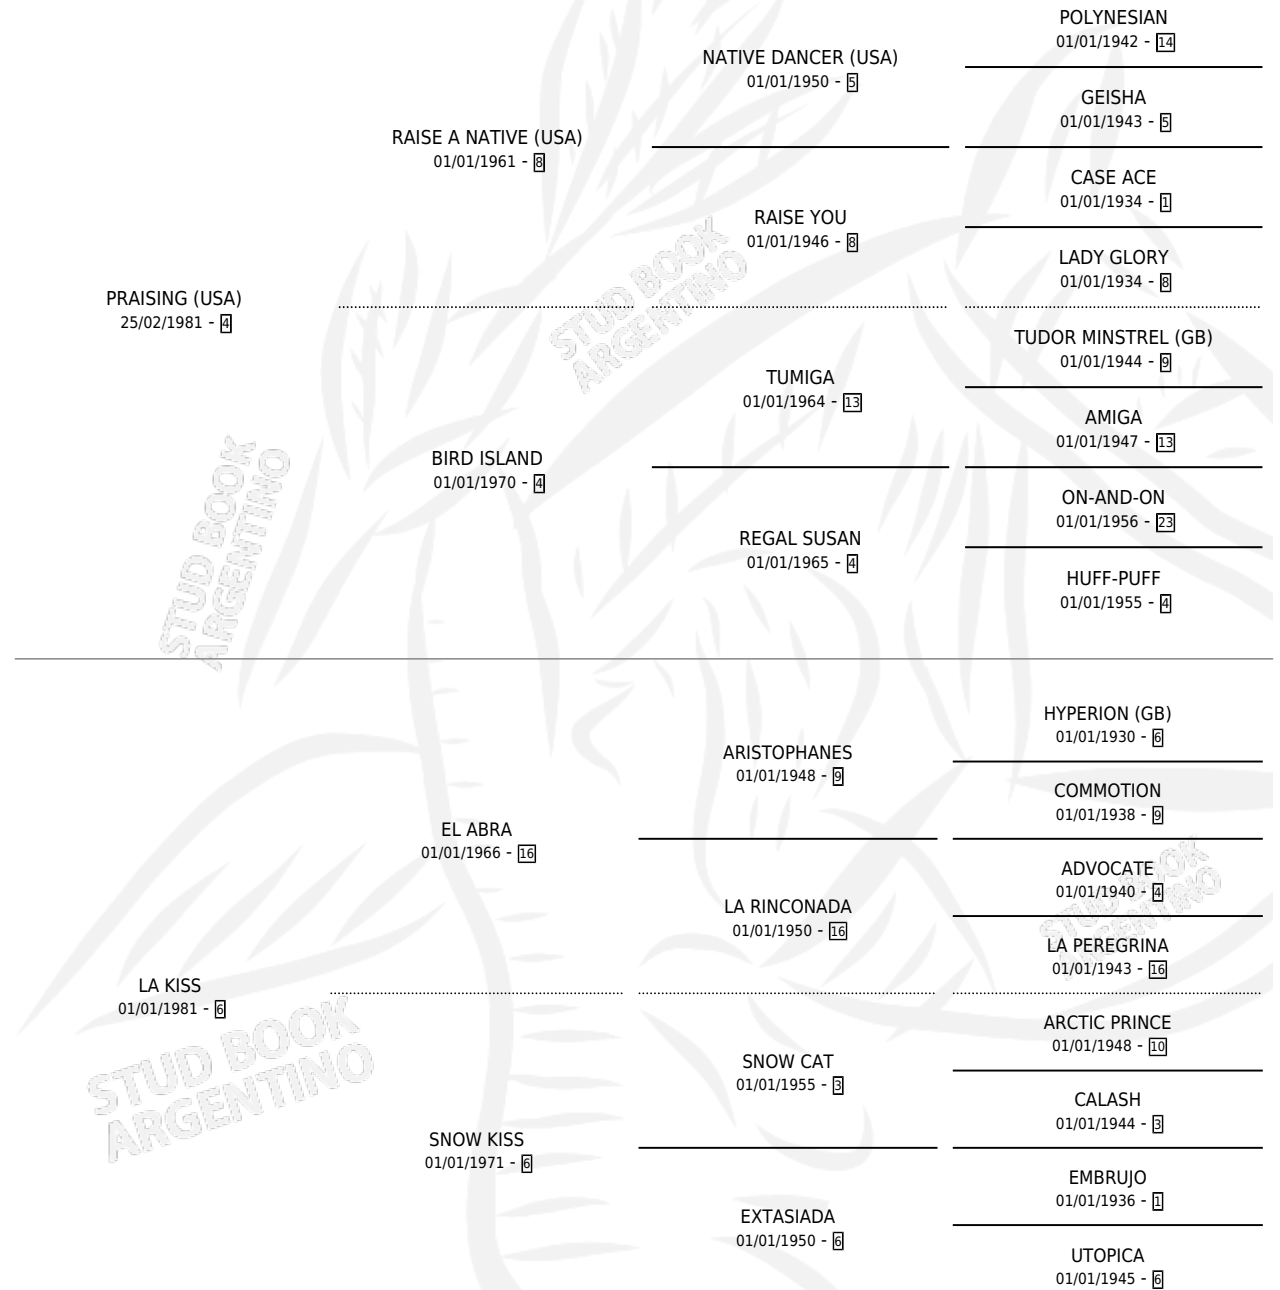 POLYNESIAN
01/01/1942 - 14
NATIVE DANCER (USA)
01/01/1950 - 5
GEISHA
01/01/1943 - 5
RAISE A NATIVE (USA)
01/01/1961 - 8
CASE ACE
01/01/1934 - 1
RAISE YOU
01/01/1946 - 8
LADY GLORY
01/01/1934 - 8
PRAISING (USA)
25/02/1981 - 4
TUDOR MINSTREL (GB)
01/01/1944 - 9
TUMIGA
01/01/1964 - 13
AMIGA
01/01/1947 - 13
BIRD ISLAND
01/01/1970 - 4
ON-AND-ON
01/01/1956 - 23
REGAL SUSAN
01/01/1965 - 4
HUFF-PUFF
01/01/1955 - 4
HYPERION (GB)
01/01/1930 - 6
ARISTOPHANES
01/01/1948 - 9
COMMOTION
01/01/1938 - 9
EL ABRA
01/01/1966 - 16
ADVOCATE
01/01/1940 - 4
LA RINCONADA
01/01/1950 - 16
LA PEREGRINA
01/01/1943 - 16
LA KISS
01/01/1981 - 6
ARCTIC PRINCE
01/01/1948 - 10
SNOW CAT
01/01/1955 - 3
CALASH
01/01/1944 - 3
SNOW KISS
01/01/1971 - 6
EMBRUJO
01/01/1936 - 1
EXTASIADA
01/01/1950 - 6
UTOPICA
01/01/1945 - 6
STUD BOOK
ARGENTINO
STUD BOOK
ARGENTINO
STUD BOOK
ARGENTINO
STUD BOOK
ARGENTINO